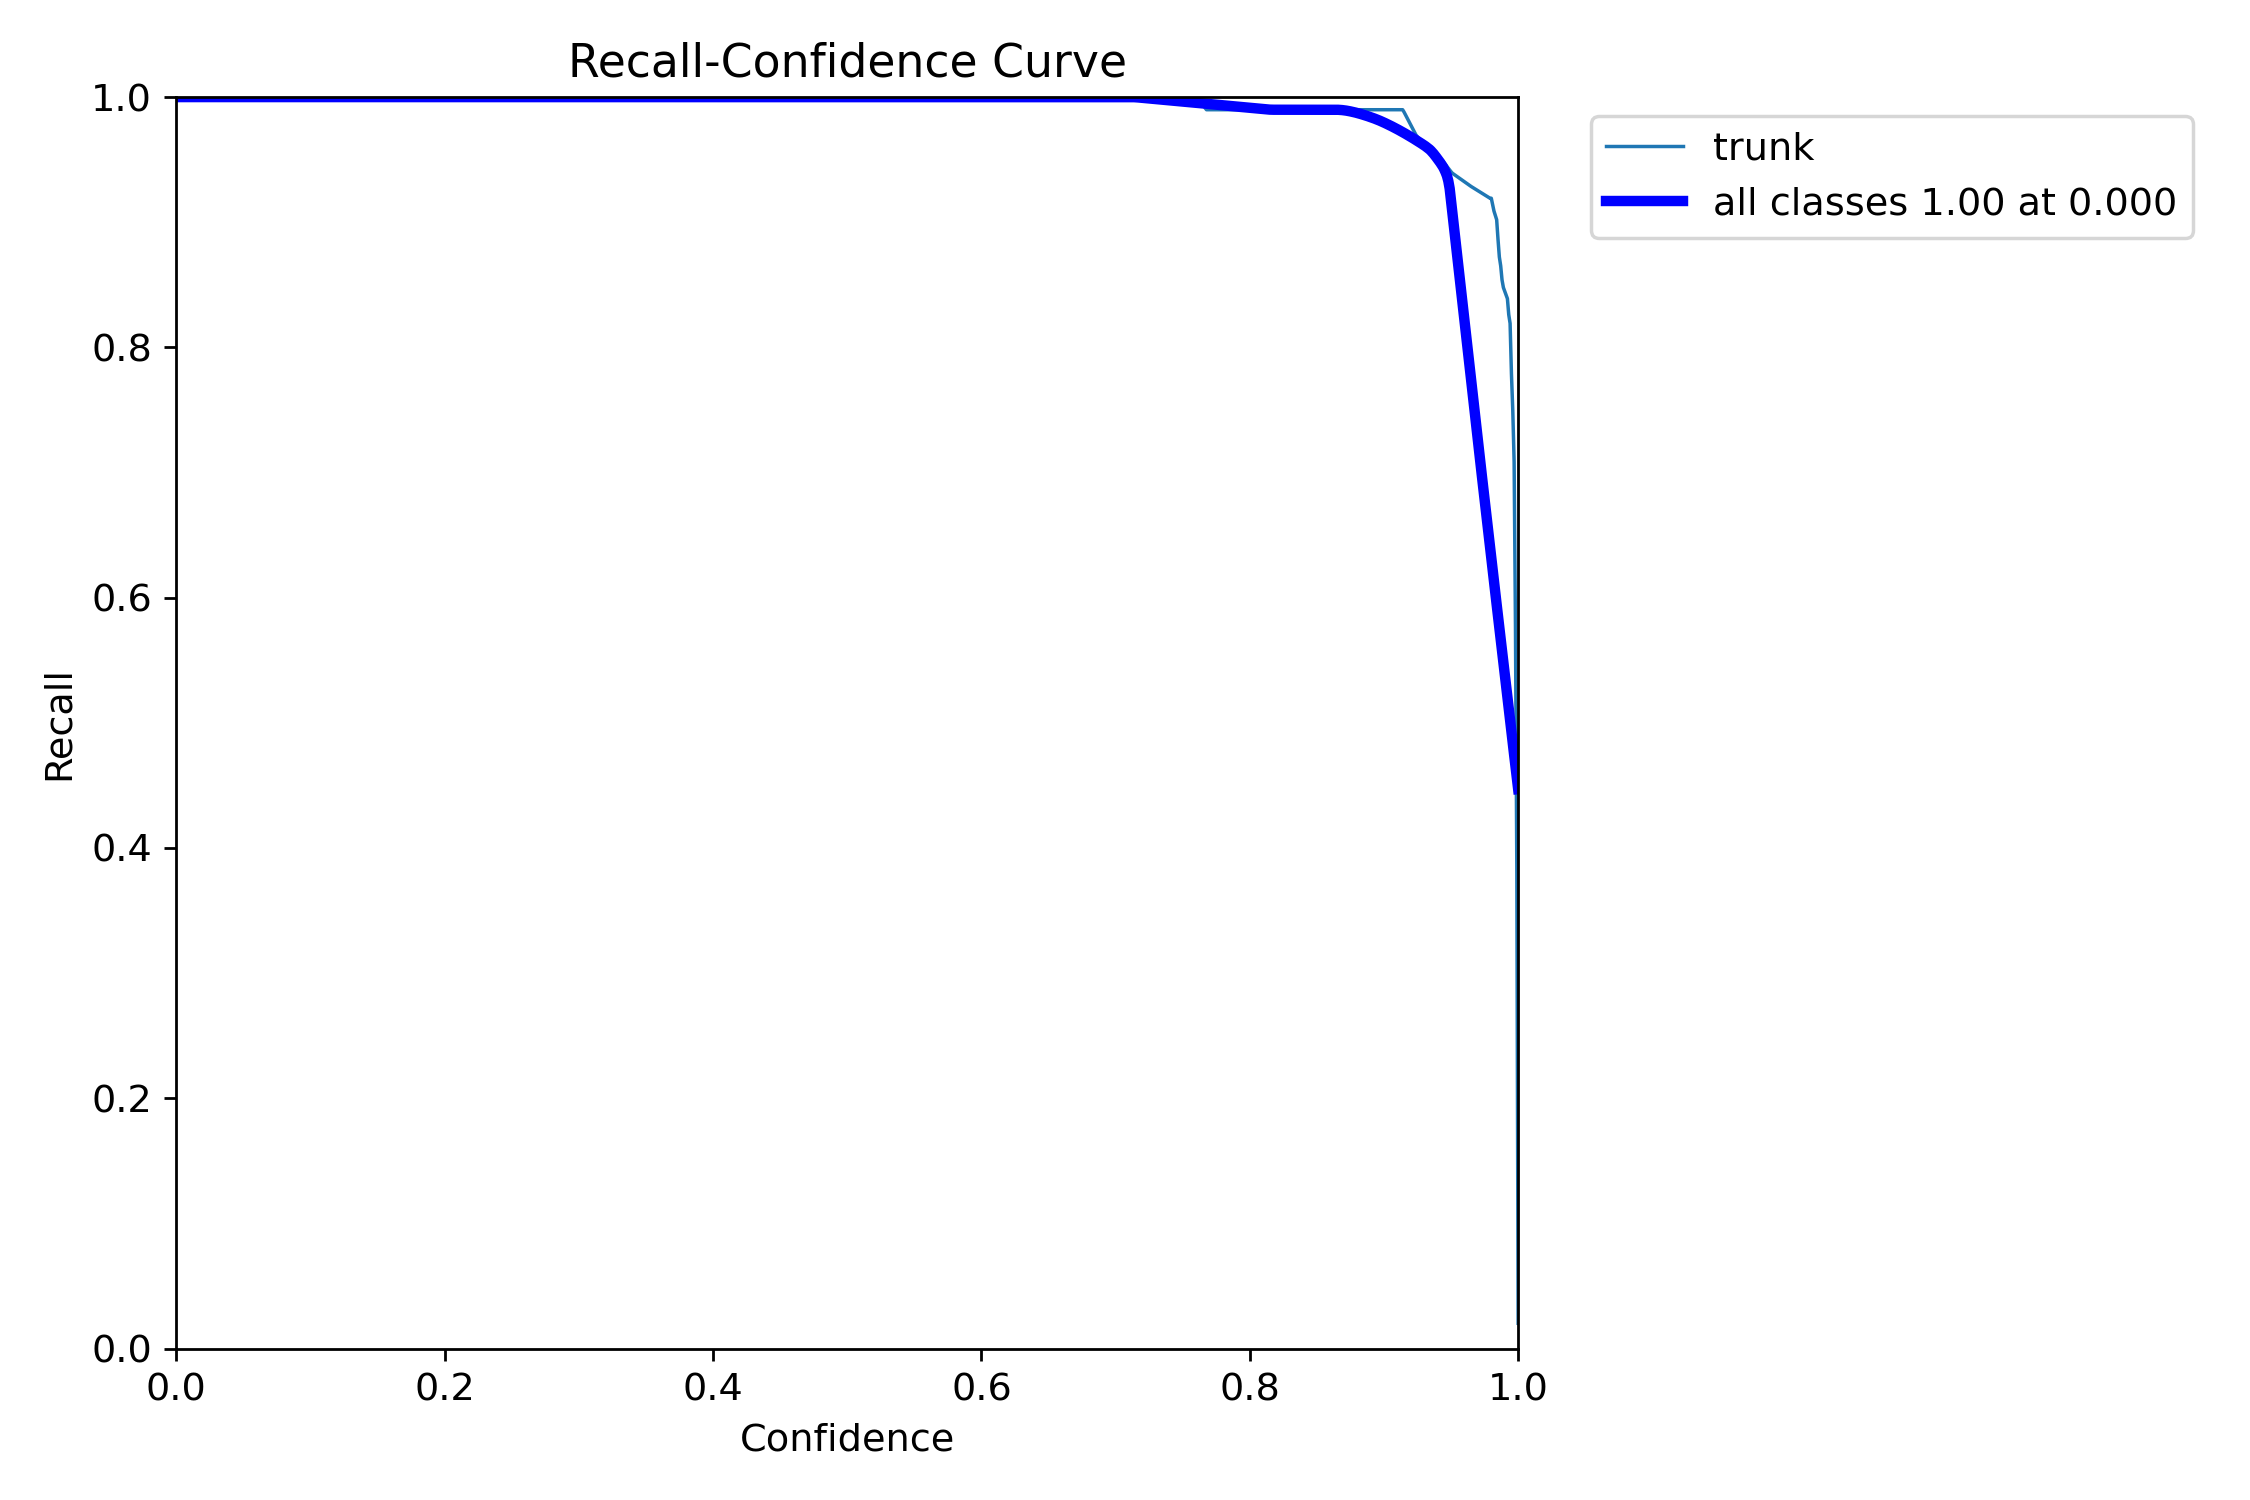 Recall-Confidence Curve
1.0
0.8
0.6
0.4
0.2
0.0
Recall
0.0 0.2 0.4 0.6 0.8 1.0
Confidence
trunk
all classes 1.00 at 0.000